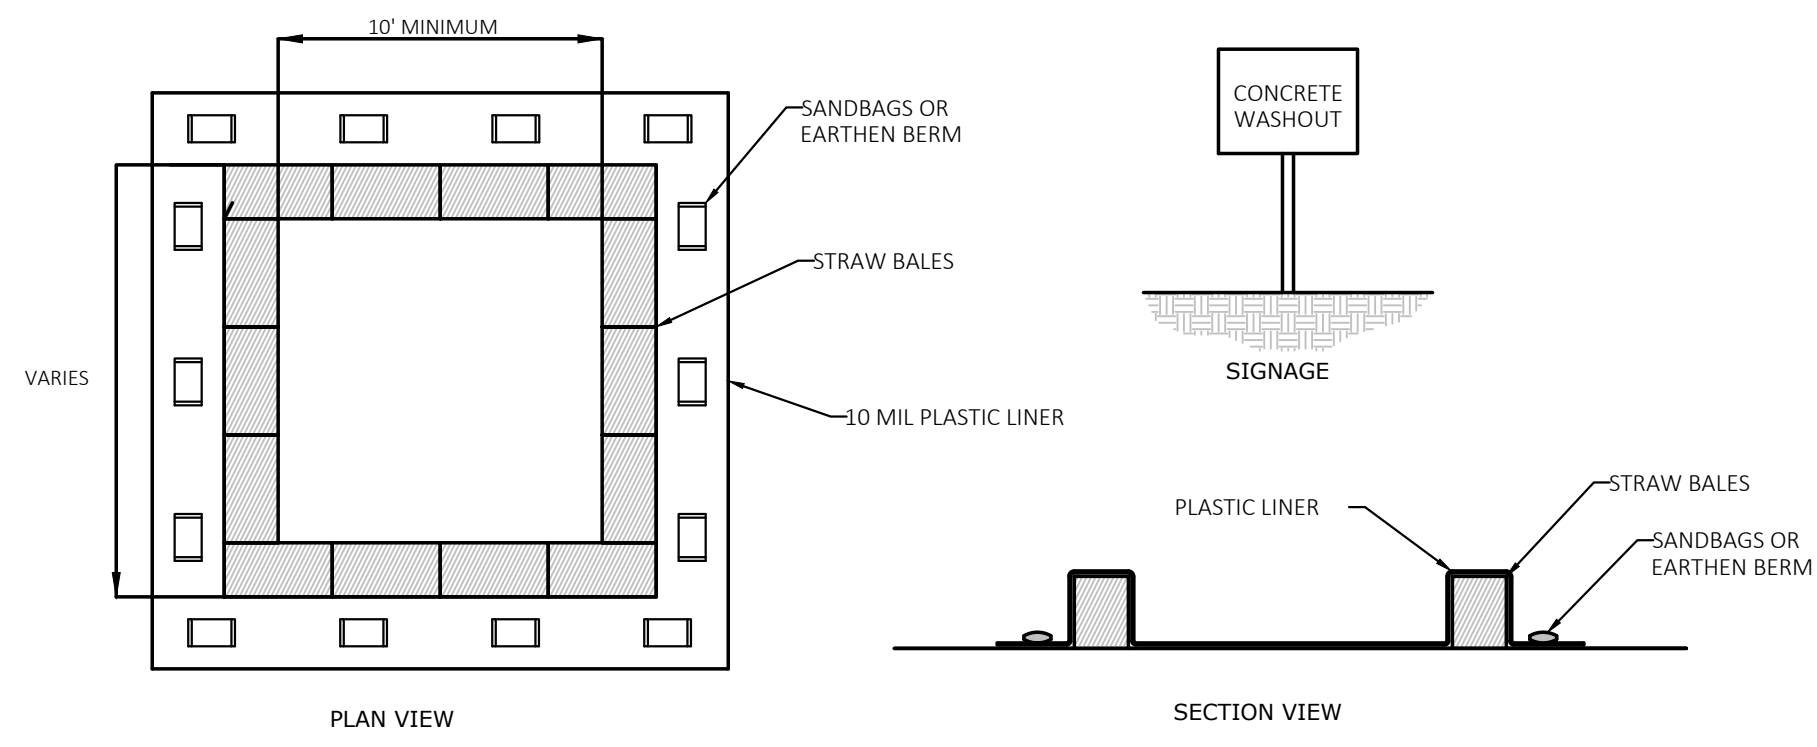 10' MINIMUM
SANDBAGS OR
EARTHEN BERM
STRAW BALES
VARIES
10 MIL PLASTIC LINER
PLAN VIEW
CONCRETE
WASHOUT
SIGNAGE
STRAW BALES
PLASTIC LINER
SANDBAGS OR
EARTHEN BERM
SECTION VIEW